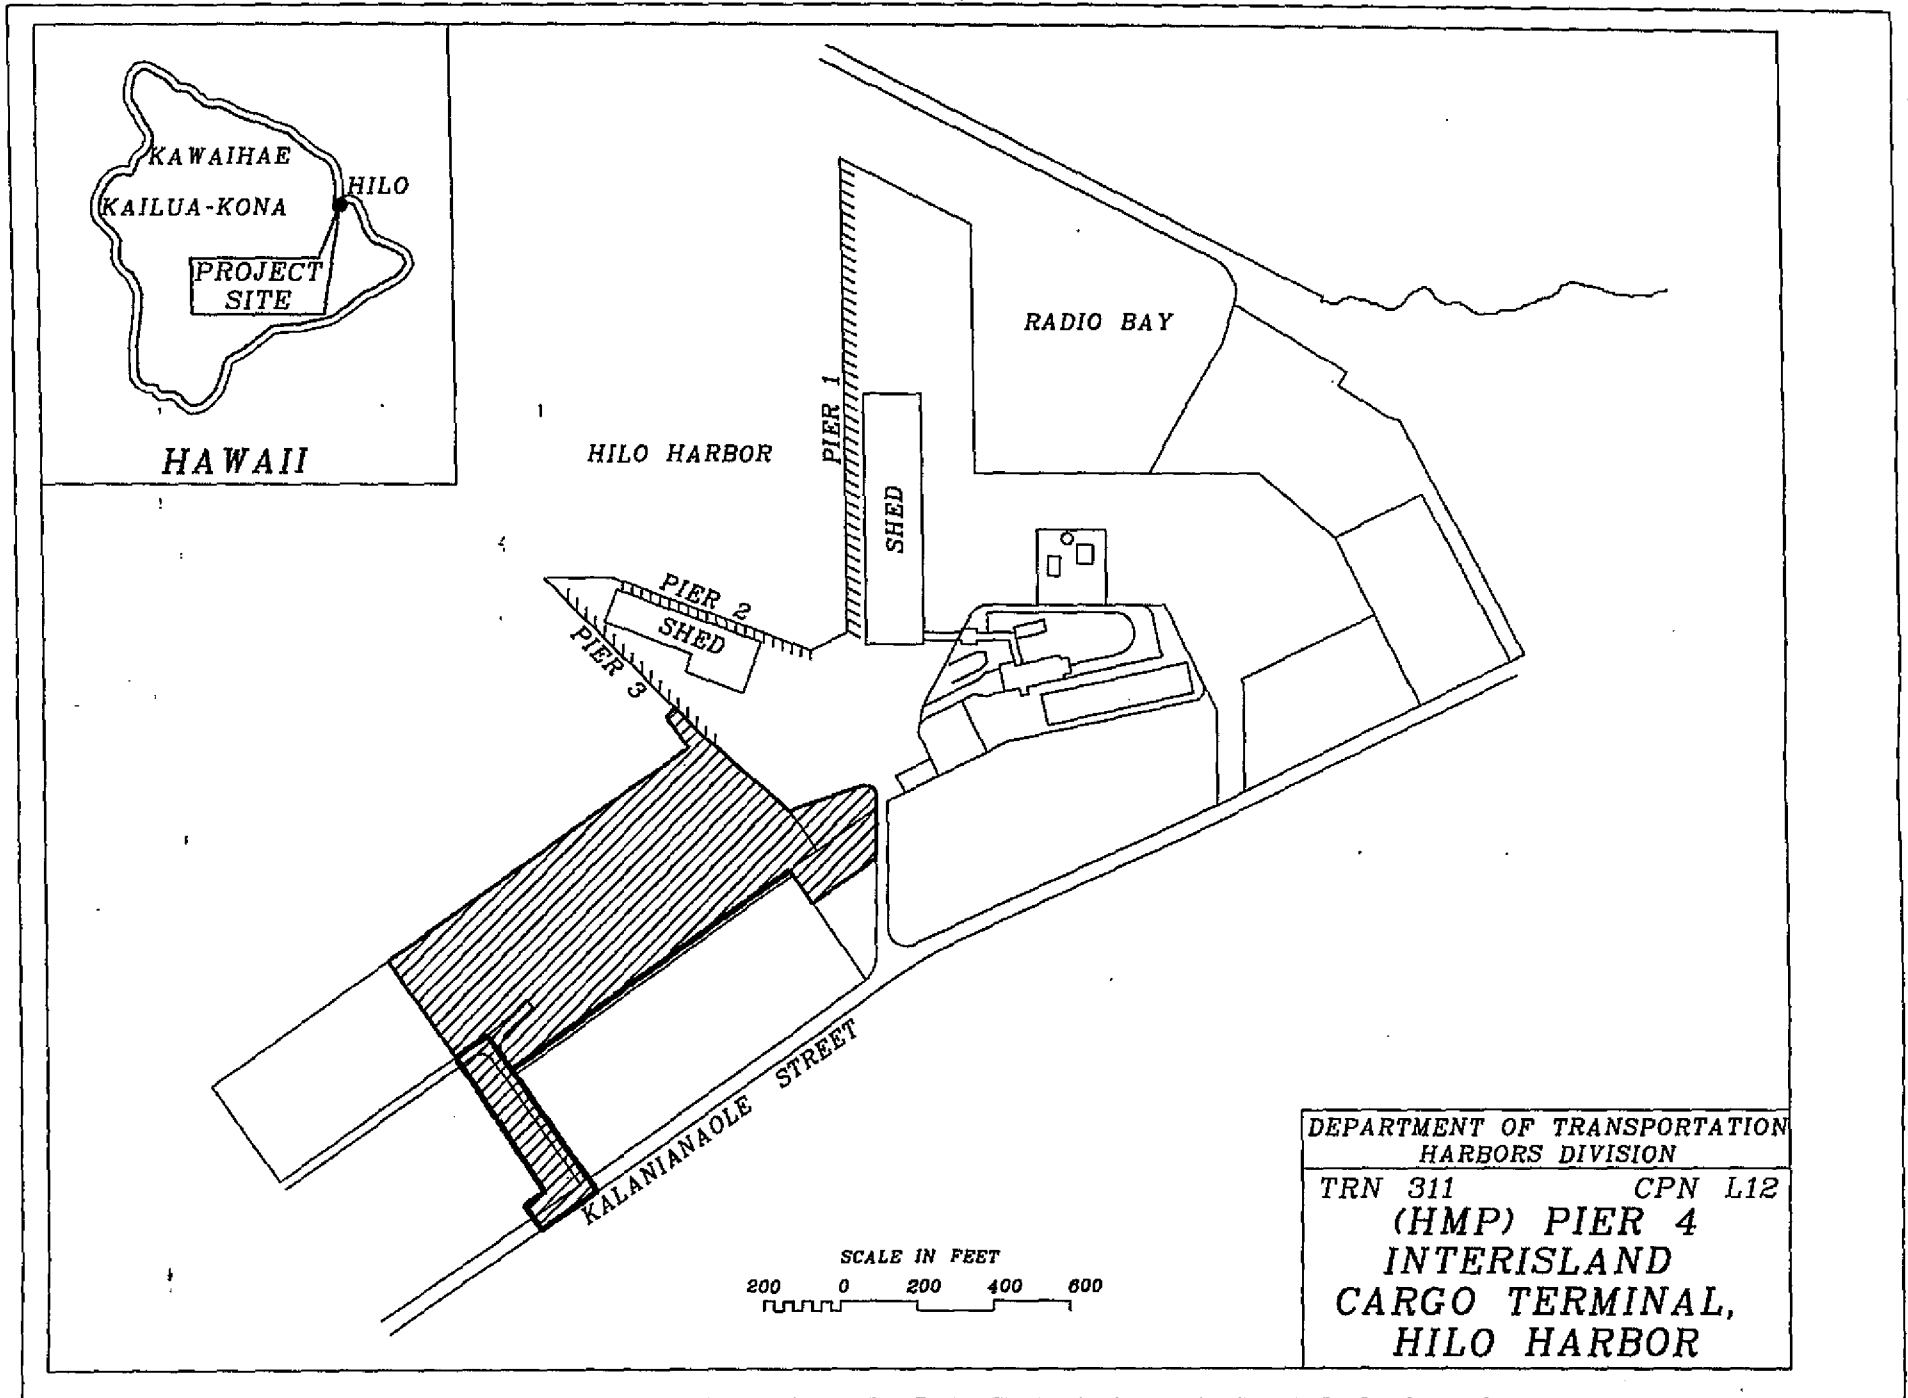 KAWAIHAE
HILO
KAILUA-KONA
PROJECT
SITE
HAWAII
RADIO BAY
HILO HARBOR
PIER 1
SHED
PIER 2
SHED
PIER 3
KALANIANAOLE STREET
SCALE IN FEET
200 0 200 400 600
DEPARTMENT OF TRANSPORTATION
HARBORS DIVISION
TRN 311 CPN L12
(HMP) PIER 4
INTERISLAND
CARGO TERMINAL,
HILO HARBOR